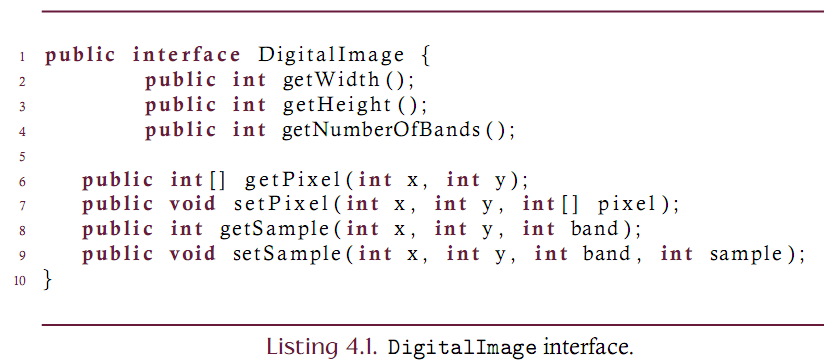 1 public interface DigitalImage {
2 public int getWidth();
3 public int getHeight();
4 public int getNumberOfBands();
5
6 public int[] getPixel(int x, int y);
7 public void setPixel(int x, int y, int[] pixel);
8 public int getSample(int x, int y, int band);
9 public void setSample(int x, int y, int band, int sample);
10 }
Listing 4.1. DigitalImage interface.